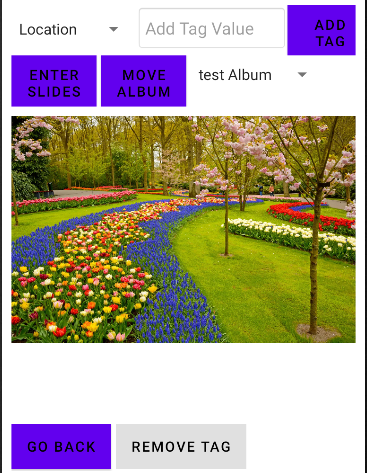 Location
Add Tag Value
ADD
TAG
ENTER
SLIDES
MOVE
ALBUM
test Album
GO BACK
REMOVE TAG